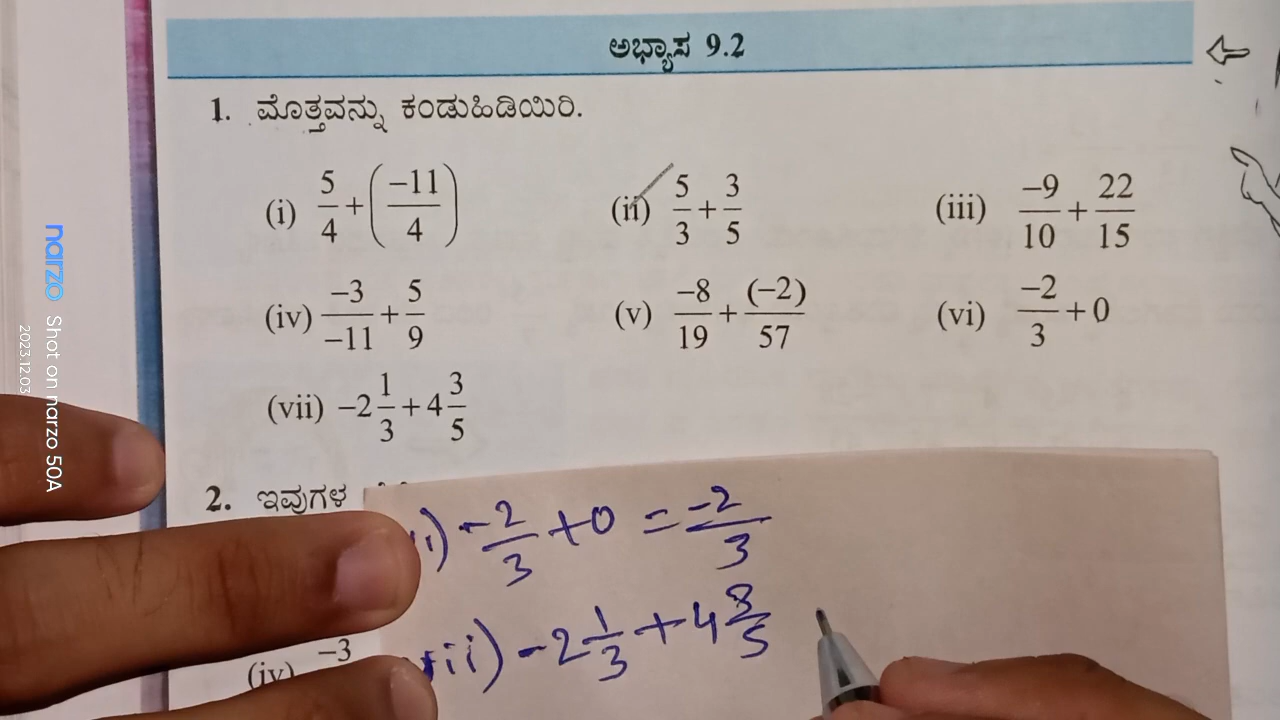 ಅಭ್ಯಾಸ 9.2
1. ಮೊತ್ತವನ್ನು ಕಂಡುಹಿಡಿಯಿರಿ.
(i) 5/4 + (-11/4) (ii) 5/3 + 3/5 (iii) -9/10 + 22/15
(iv) -3/-11 + 5/9 (v) -8/19 + (-2)/57 (vi) -2/3 + 0
(vii) -2 1/3 + 4 3/5
2. ಇವುಗಳ
i) -2/3 + 0 = -2/3
vii) -2 1/3 + 4 3/5
(iv) -3
narzo Shot on narzo 50A
2023.12.03